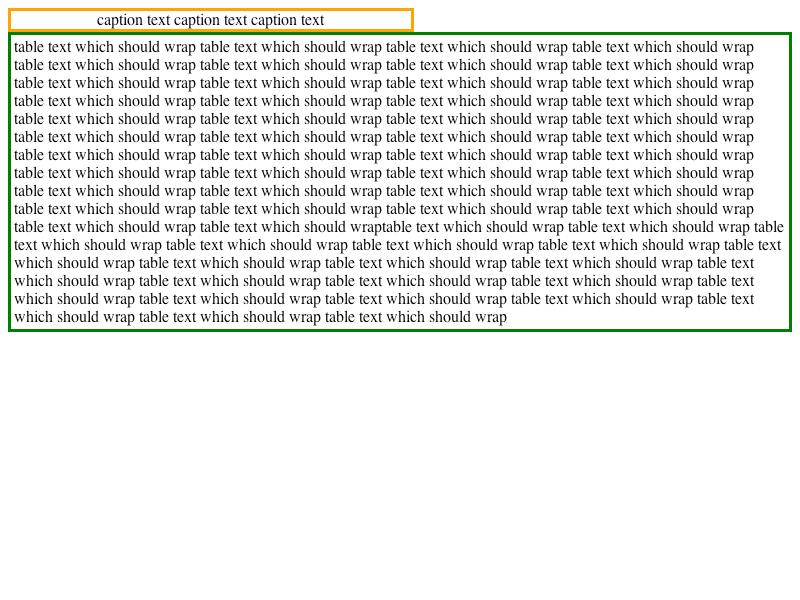 caption text caption text caption text
table text which should wrap table text which should wrap table text which should wrap table text which should wrap
table text which should wrap table text which should wrap table text which should wrap table text which should wrap
table text which should wrap table text which should wrap table text which should wrap table text which should wrap
table text which should wrap table text which should wrap table text which should wrap table text which should wrap
table text which should wrap table text which should wrap table text which should wrap table text which should wrap
table text which should wrap table text which should wrap table text which should wrap table text which should wrap
table text which should wrap table text which should wrap table text which should wrap table text which should wrap
table text which should wrap table text which should wrap table text which should wrap table text which should wrap
table text which should wrap table text which should wrap table text which should wrap table text which should wrap
table text which should wrap table text which should wrap table text which should wrap table text which should wrap
table text which should wrap table text which should wraptable text which should wrap table text which should wrap table
text which should wrap table text which should wrap table text which should wrap table text which should wrap table text
which should wrap table text which should wrap table text which should wrap table text which should wrap table text
which should wrap table text which should wrap table text which should wrap table text which should wrap table text
which should wrap table text which should wrap table text which should wrap table text which should wrap table text
which should wrap table text which should wrap table text which should wrap